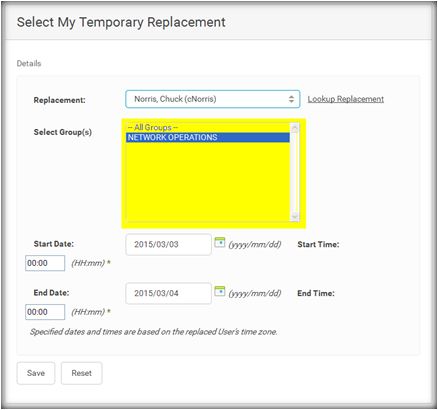 Select My Temporary Replacement
Details
Replacement: Norris, Chuck (cNorris) Lookup Replacement
Select Group(s) -- All Groups --
NETWORK OPERATIONS
Start Date: 2015/03/03 (yyyy/mm/dd) Start Time:
00:00 (HH:mm) *
End Date: 2015/03/04 (yyyy/mm/dd) End Time:
00:00 (HH:mm) *
Specified dates and times are based on the replaced User's time zone.
Save Reset